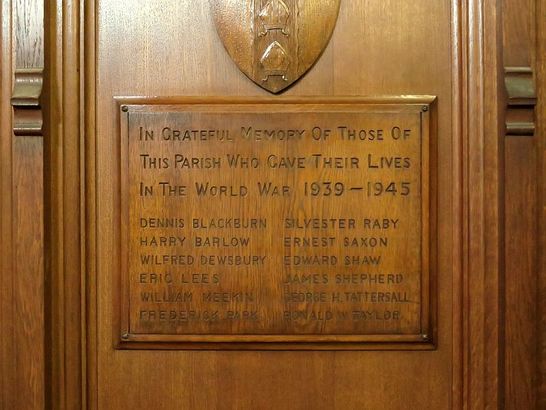 In Grateful Memory Of Those Of
This Parish Who Gave Their Lives
In The World War 1939-1945
DENNIS BLACKBURN SILVESTER RABY
HARRY BARLOW ERNEST SAXON
WILFRED DEWSBURY EDWARD SHAW
ERIC LEES JAMES SHEPHERD
WILLIAM MEEKIN GEORGE H. TATTERSALL
FREDERICK PARK RONALD W. TAYLOR